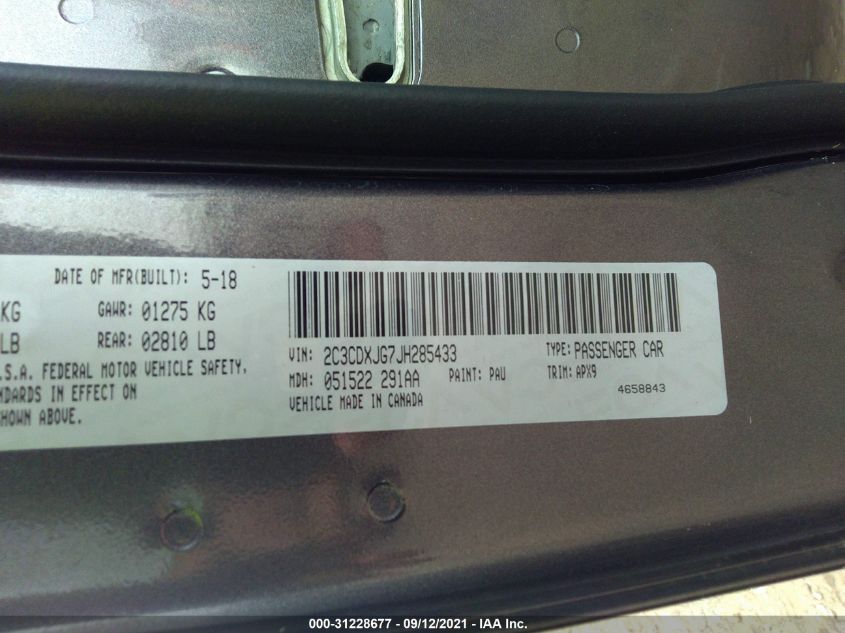 DATE OF MFR(BUILT): 5-18
KG GAWR: 01275 KG
LB REAR: 02810 LB
.S.A. FEDERAL MOTOR VEHICLE SAFETY.
NDARDS IN EFFECT ON
SHOWN ABOVE.
VIN: 2C3CDXJG7JH285433 TYPE: PASSENGER CAR
MDH: 051522 291AA PAINT: PAU TRIM: APX9
VEHICLE MADE IN CANADA 4658843
000-31228677 - 09/12/2021 - IAA Inc.